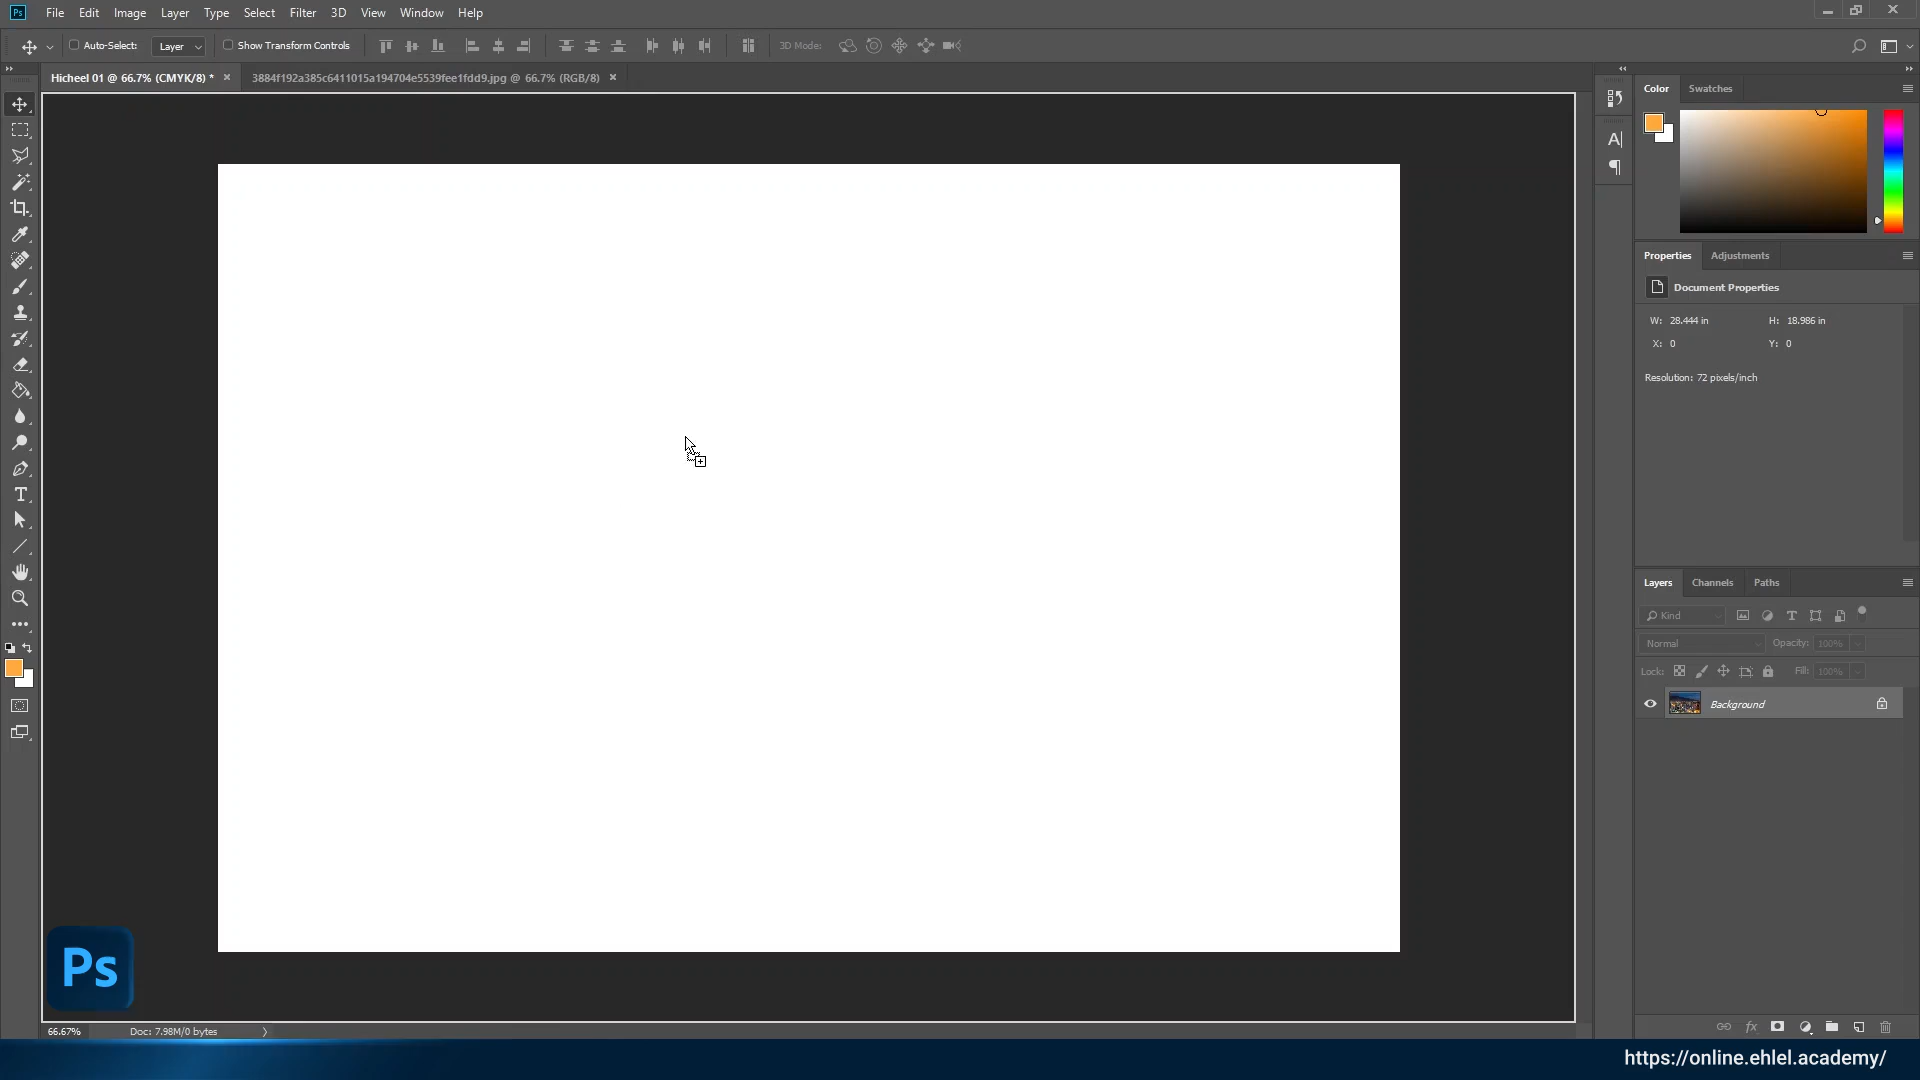 Ps File Edit Image Layer Type Select Filter 3D View Window Help
Auto-Select: Layer Show Transform Controls 3D Mode:
Hicheel 01 @ 66.7% (CMYK/8) * × 3884f192a385c6411015a194704e5539fee1fdd9.jpg @ 66.7% (RGB/8) ×
Color Swatches
Properties Adjustments
Document Properties
W: 28.444 in H: 18.986 in
X: 0 Y: 0
Resolution: 72 pixels/inch
Layers Channels Paths
Kind
Normal Opacity: 100%
Lock: Fill: 100%
Background
Ps
66.67% Doc: 7.98M/0 bytes
https://online.ehlel.academy/